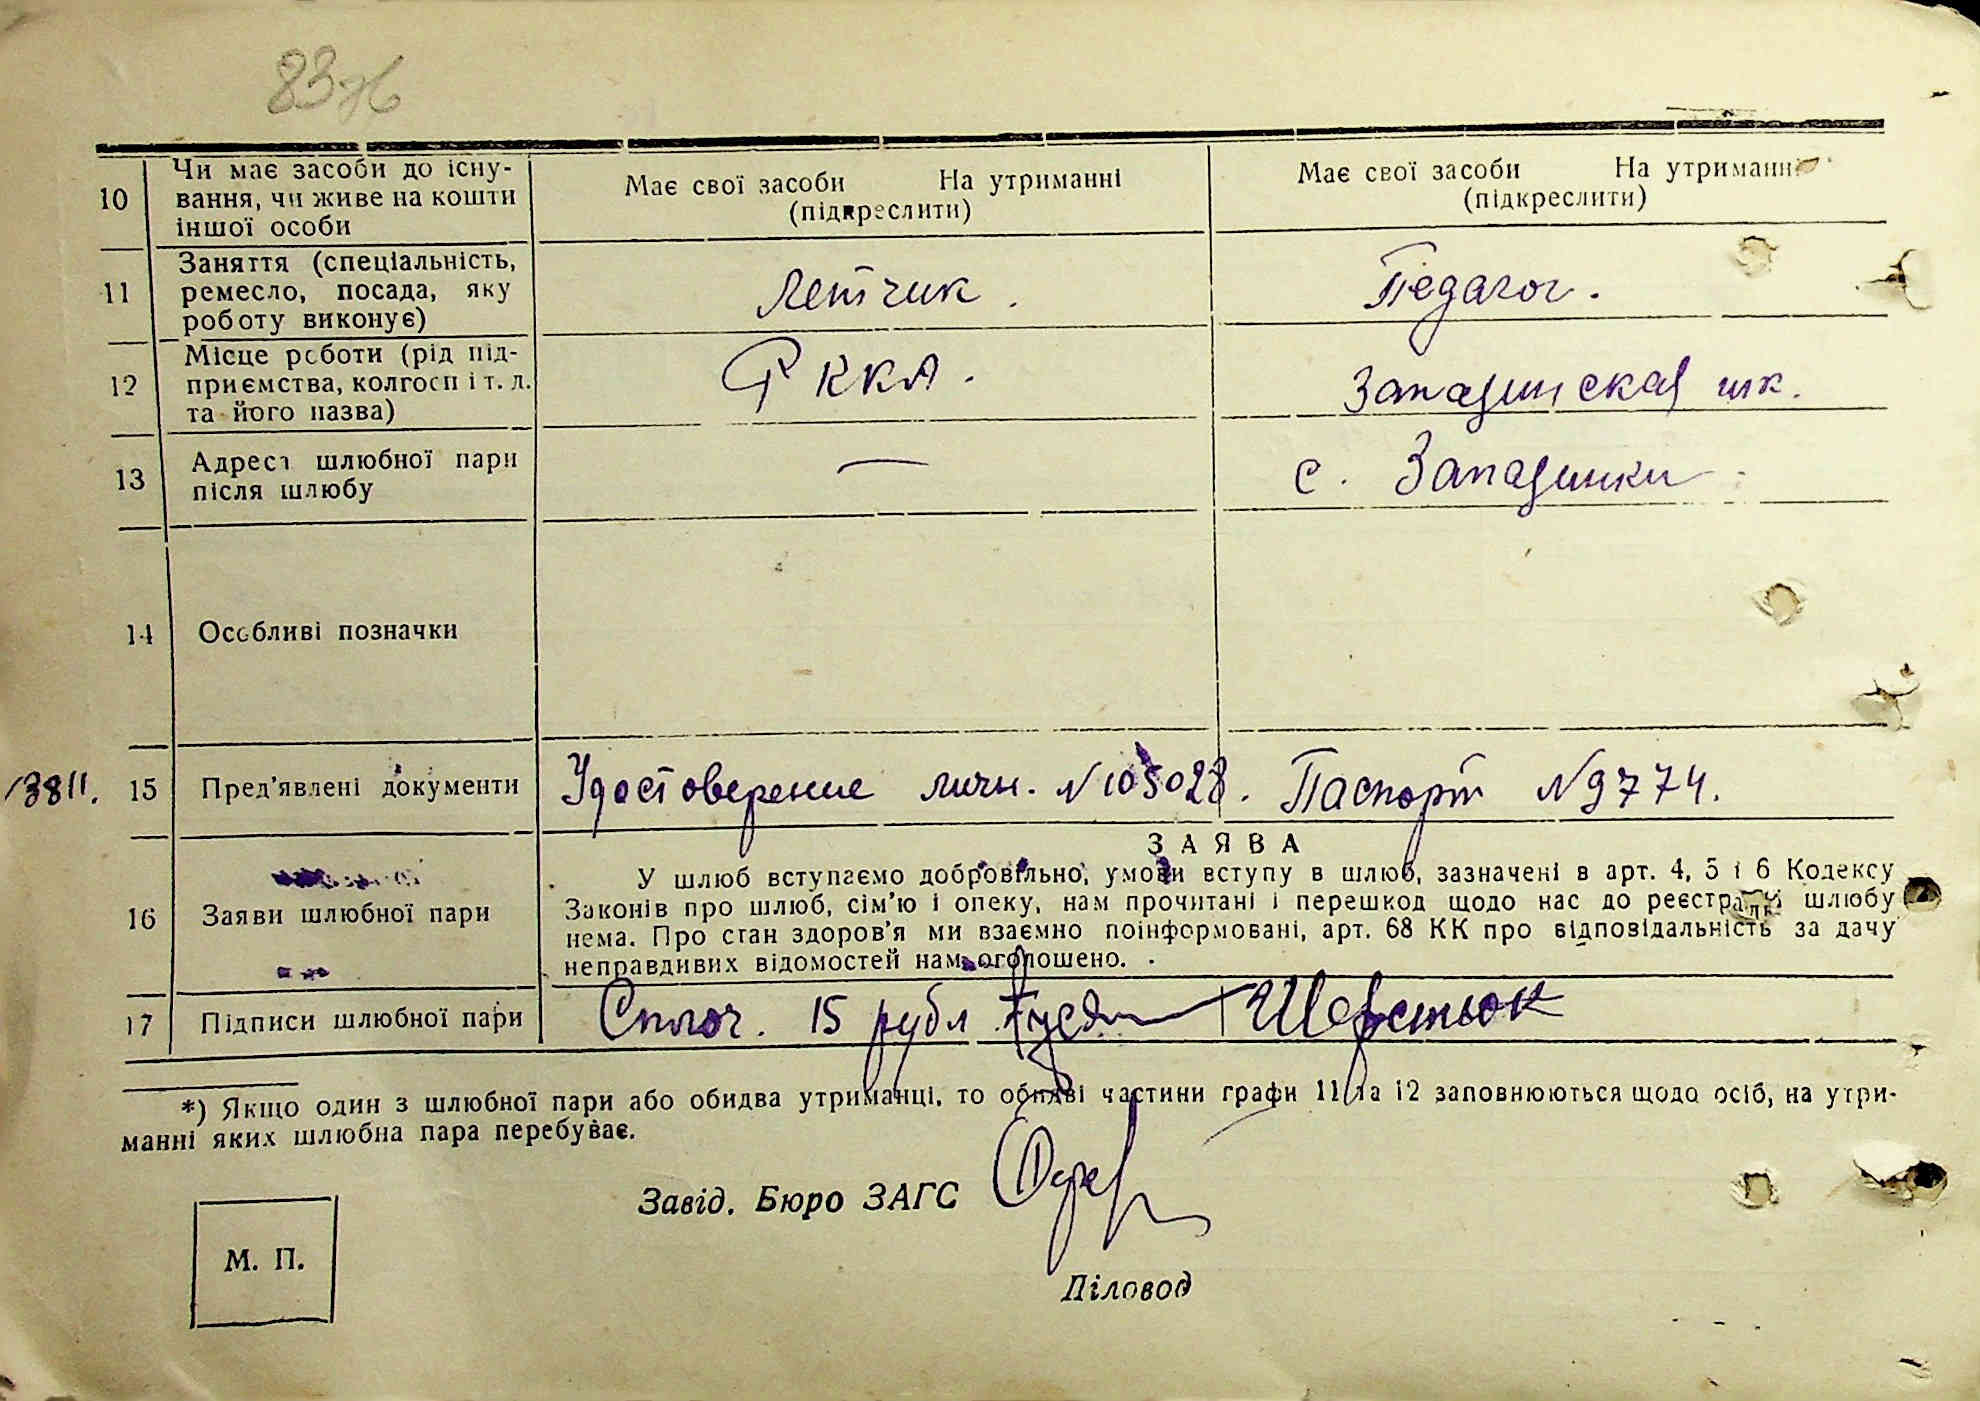 83
10 Чи має засоби до існу-
вання, чи живе на кошти
іншої особи
Має свої засоби На утриманні
(підкреслити)
Має свої засоби На утриманні
(підкреслити)
11 Заняття (спеціальність,
ремесло, посада, яку
роботу виконує)
Летчик.
Педагог.
12 Місце роботи (рід під-
приємства, колгосп і т. д.
та його назва)
РККА.
Западинская шк.
13 Адреса шлюбної пари
після шлюбу
—
с. Западинки
14 Особливі позначки
13811. 15 Пред'явлені документи
Удостоверение личн. N 105028. Паспорт N 9774.
ЗАЯВА
16 Заяви шлюбної пари
У шлюб вступаємо добровільно, умови вступу в шлюб, зазначені в арт. 4, 5 і 6 Кодексу
Законів про шлюб, сім'ю і опеку, нам прочитані і перешкод щодо нас до реєстрації шлюбу
нема. Про стан здоров'я ми взаємно поінформовані, арт. 68 КК про відповідальність за дачу
неправдивих відомостей нам оголошено.
17 Підписи шлюбної пари
Сплоч. 15 рубл Шерстюк
*) Якщо один з шлюбної пари або обидва утриманці, то обидві частини графи 11 та 12 заповнюються щодо осіб, на утри-
манні яких шлюбна пара перебуває.
Завід. Бюро ЗАГС
М. П.
Діловод